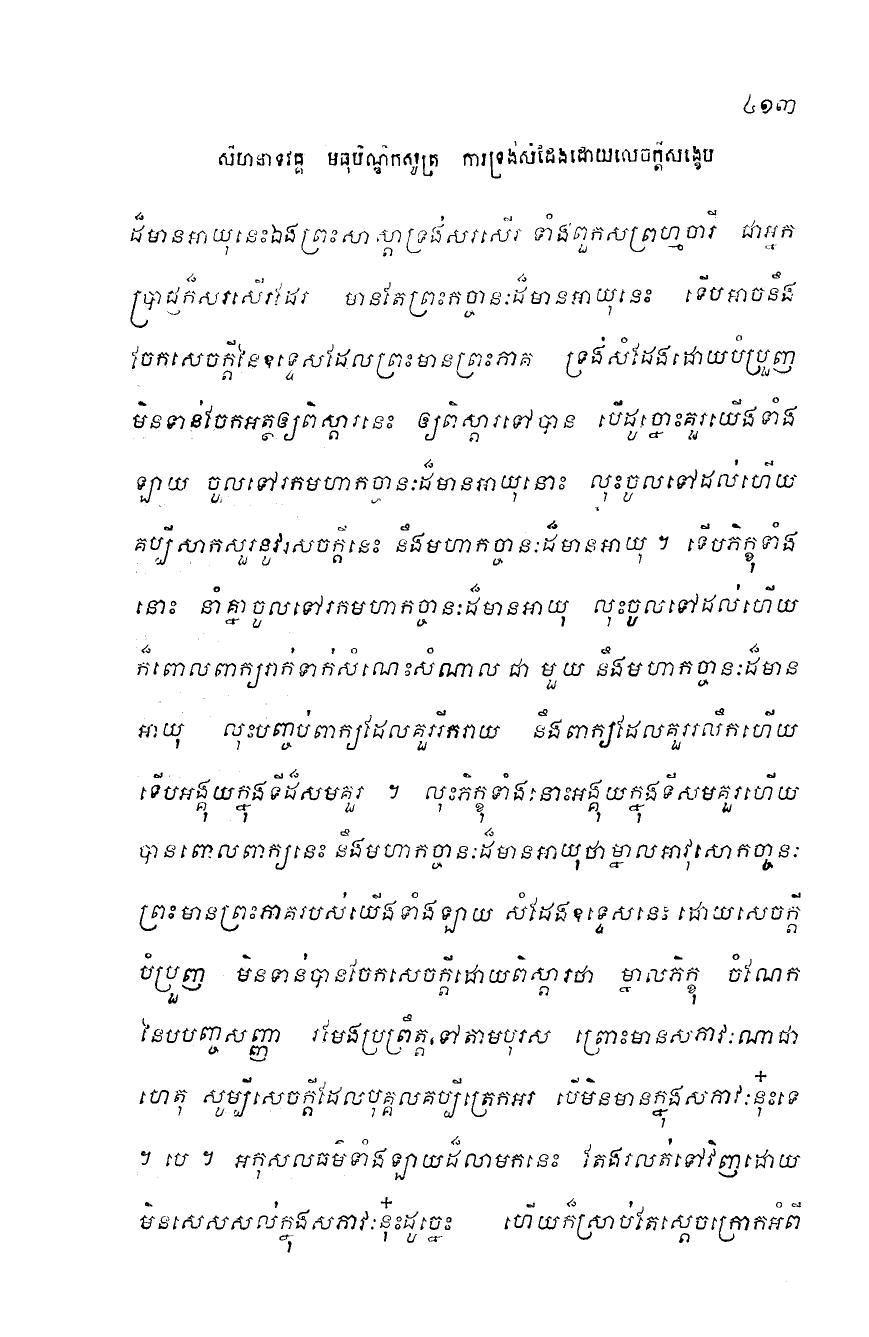 ៤១៣
សីហនាទវគ្គ មធុបិណ្ឌិកសូត្រ ការទ្រង់សំដែងដោយសេចក្តីសង្ខេប
ដ៏មានអាយុនេះឯងព្រះសាស្តាទ្រង់សរសើរ ទាំងពួកសព្រហ្មចារី ជាអ្នក
ប្រាជ្ញក៏សរសើរដែរ មានតែព្រះកច្ចានៈដ៏មានអាយុនេះ ទើបអាចនឹង
ចែកសេចក្តីនៃឧទ្ទេសដែលព្រះមានព្រះភាគ ទ្រង់សំដែងដោយបំប្រួញ
មិនទាន់ចែកអត្ថឲ្យពិស្តារនេះ ឲ្យពិស្តារទៅបាន បើដូច្នោះគួរយើងទាំង
ឡាយ ចូលទៅរកមហាកច្ចានៈដ៏មានអាយុនោះ លុះចូលទៅដល់ហើយ
គប្បីសាកសួរនូវសេចក្តីនេះ នឹងមហាកច្ចានៈដ៏មានអាយុ ។ ទើបភិក្ខុទាំង
នោះ នាំគ្នាចូលទៅរកមហាកច្ចានៈដ៏មានអាយុ លុះចូលទៅដល់ហើយ
ក៏ពោលពាក្យរាក់ទាក់សំណេះសំណាល ជា មួយ នឹងមហាកច្ចានៈដ៏មាន
អាយុ លុះបញ្ចប់ពាក្យដែលគួររីករាយ នឹងពាក្យដែលគួររលឹកហើយ
ទើបអង្គុយក្នុងទីដ៏សមគួរ ។ លុះភិក្ខុទាំងនោះអង្គុយក្នុងទីសមគួរហើយ
បានពោលពាក្យនេះ នឹងមហាកច្ចានៈដ៏មានអាយុថាម្នាលអាវុសោកច្ចានៈ
ព្រះមានព្រះភាគរបស់យើងទាំងឡាយ សំដែងឧទ្ទេសនេះ ដោយសេចក្តី
បំប្រួញ មិនទាន់បានចែកសេចក្តីដោយពិស្តារថា ម្នាលភិក្ខុ ចំណែក
នៃបបញ្ចសញ្ញា រមែងប្រព្រឹត្តទៅតាមបុរស ព្រោះមានសភាវៈណាជា
ហេតុ សូម្បីសេចក្តីដែលបុគ្គលគប្បីត្រេកអរ បើមិនមានក្នុងសភាវៈនុ៎ះទេ
។ បេ ។ អកុសលធម៌ទាំងឡាយដ៏លាមកនេះ តែងរលត់ទៅវិញដោយ
មិនសេសសល់ក្នុងសភាវៈនុ៎ះដូច្នេះ ហើយក៏ស្រាប់តែស្តេចក្រោកអំពី